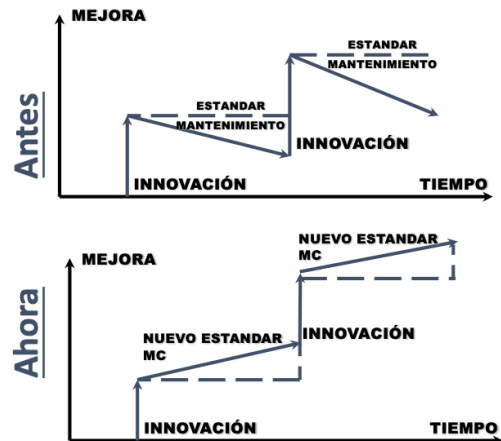 Antes
MEJORA
ESTANDAR
MANTENIMIENTO
ESTANDAR
MANTENIMIENTO
INNOVACIÓN
INNOVACIÓN
TIEMPO
Ahora
MEJORA
NUEVO ESTANDAR
MC
NUEVO ESTANDAR
MC
INNOVACIÓN
INNOVACIÓN
TIEMPO